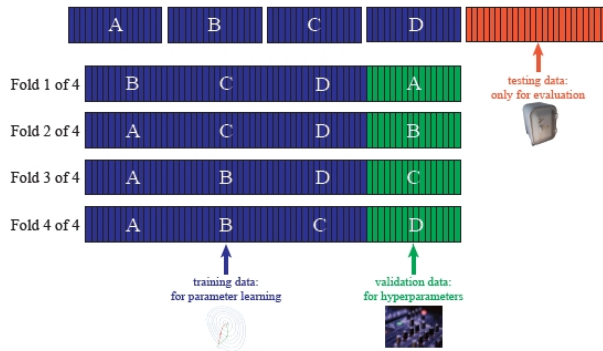 A B C D
Fold 1 of 4 B C D A
testing data:
only for evaluation
Fold 2 of 4 A C D B
Fold 3 of 4 A B D C
Fold 4 of 4 A B C D
training data:
for parameter learning
validation data:
for hyperparameters